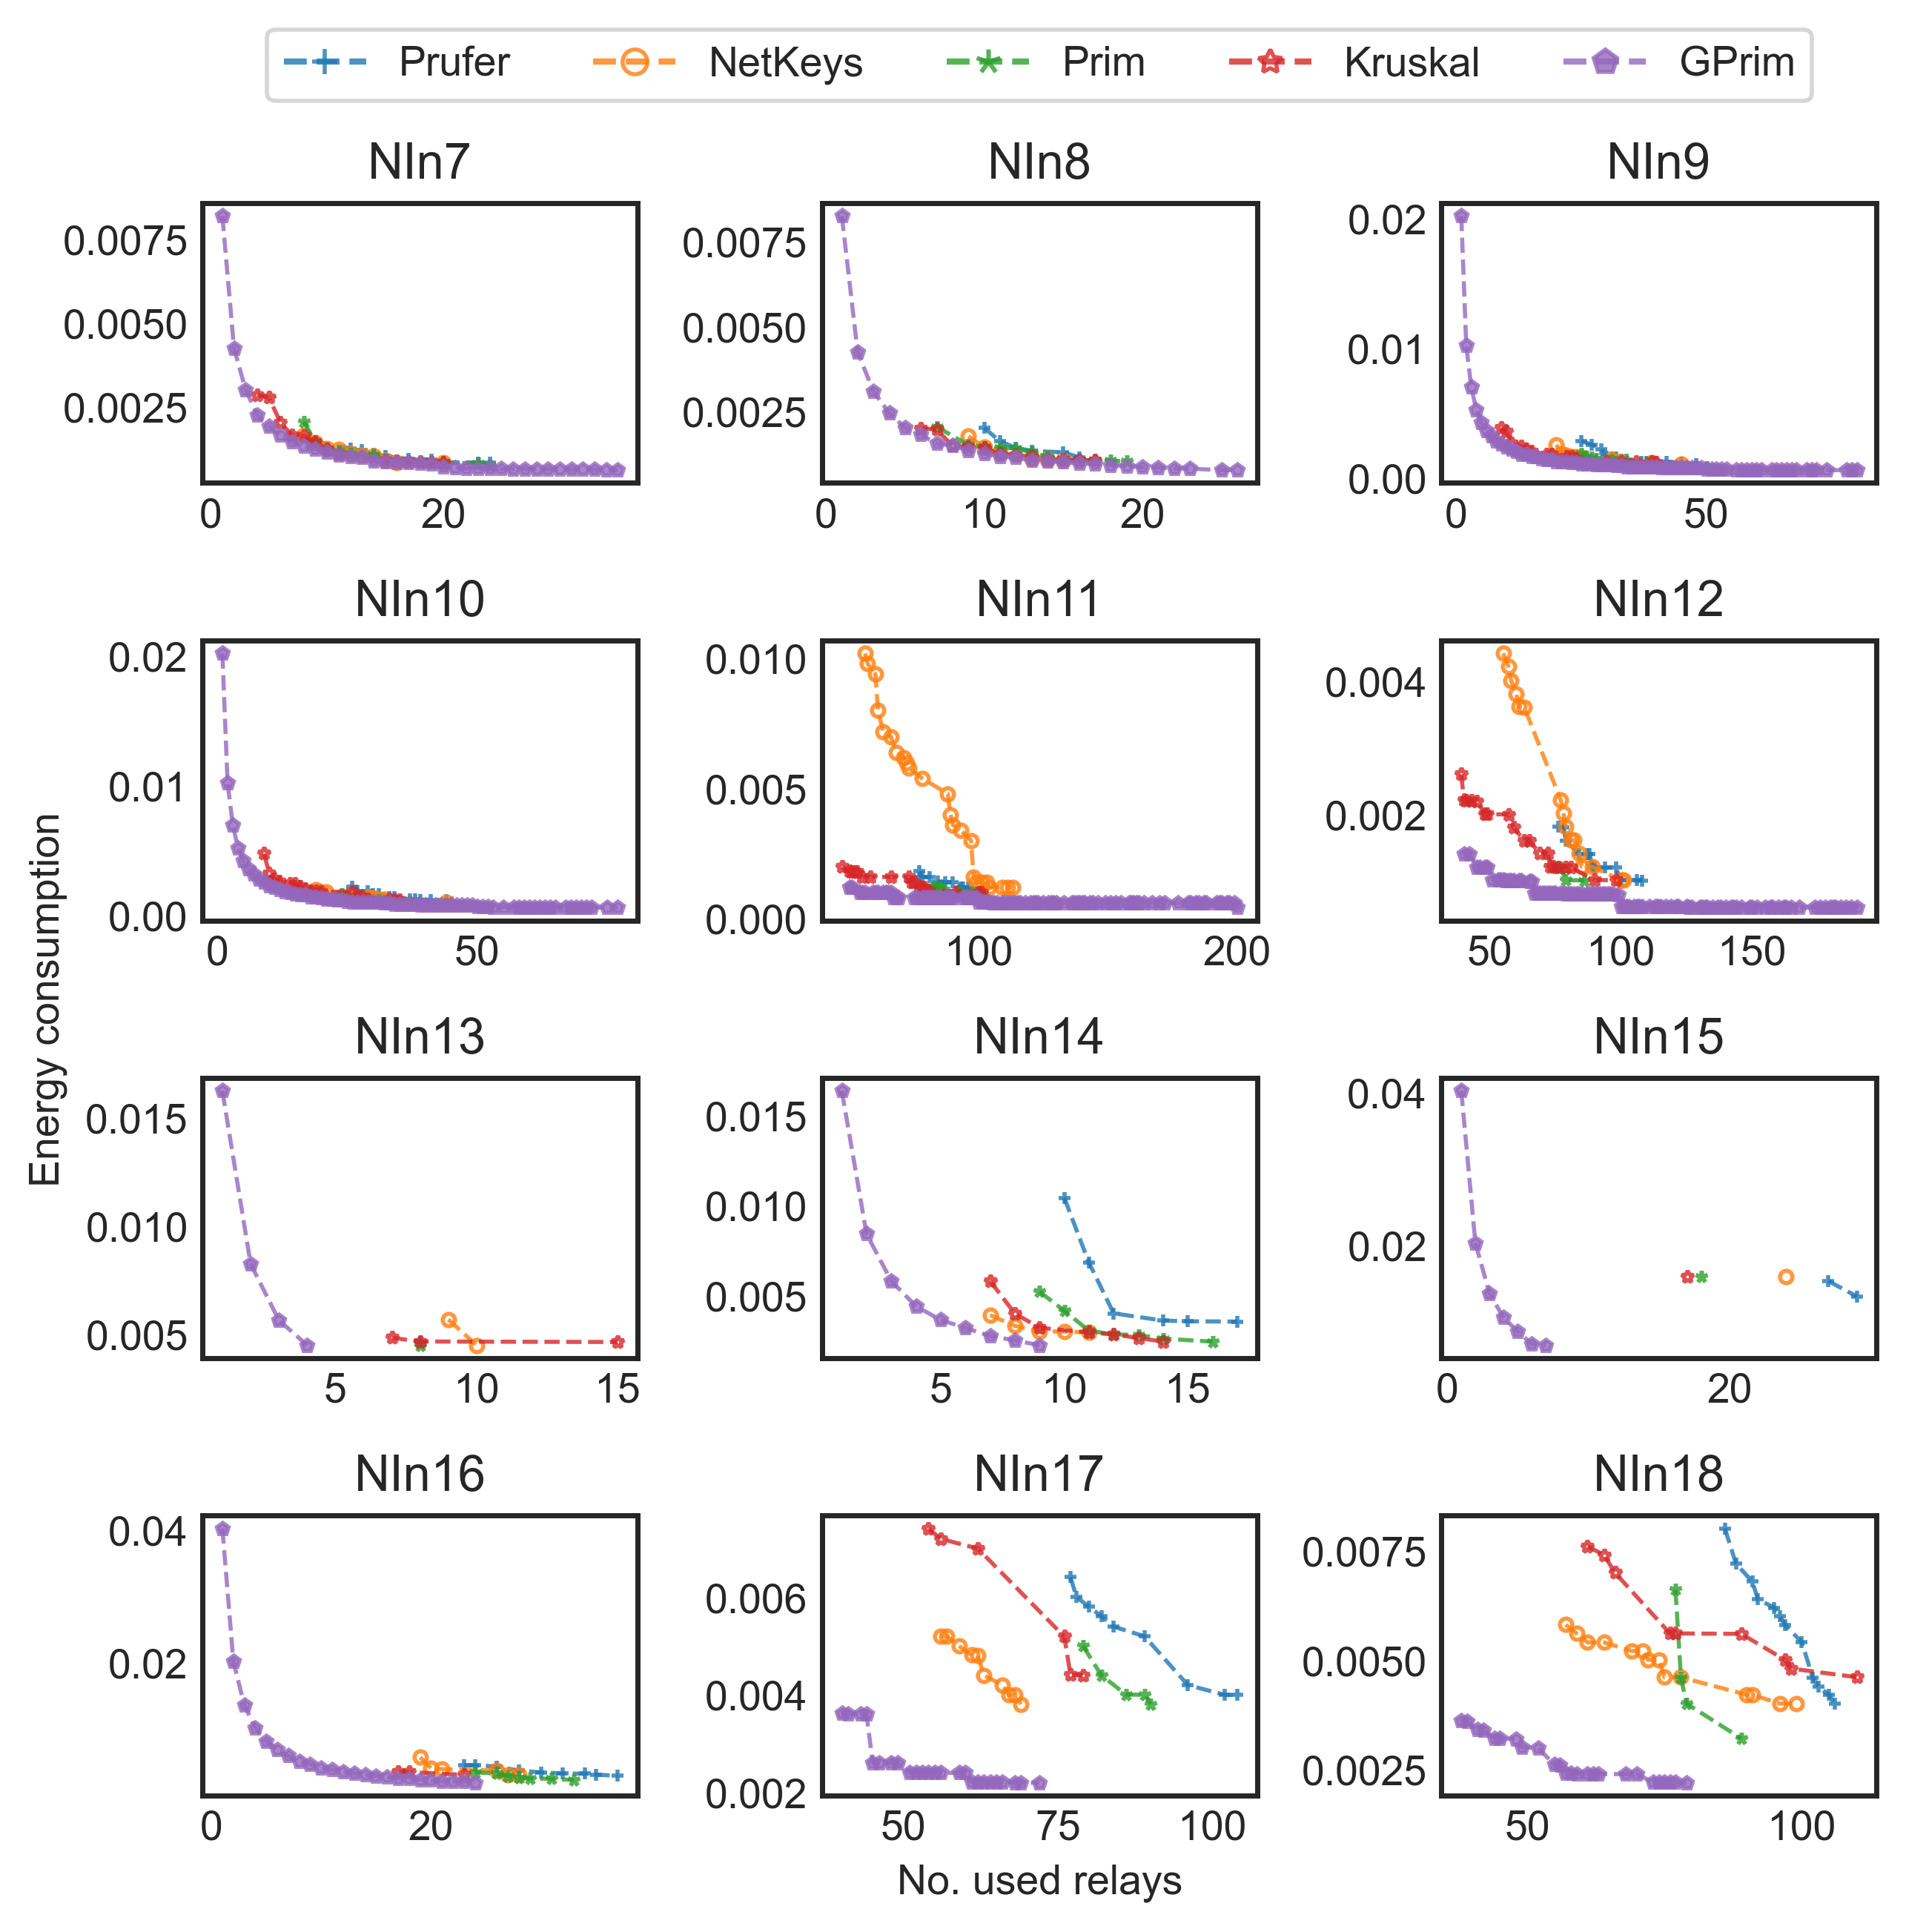 Prufer NetKeys Prim Kruskal GPrim
NIn7 NIn8 NIn9
0.0075 0.0050 0.0025
0 20
0.0075 0.0050 0.0025
0 10 20
0.02 0.01 0.00
0 50
NIn10 NIn11 NIn12
0.02 0.01 0.00
0 50
0.010 0.005 0.000
100 200
0.004 0.002
50 100 150
Energy consumption
NIn13 NIn14 NIn15
0.015 0.010 0.005
5 10 15
0.015 0.010 0.005
5 10 15
0.04 0.02
0 20
NIn16 NIn17 NIn18
0.04 0.02
0 20
0.006 0.004 0.002
50 75 100
0.0075 0.0050 0.0025
50 100
No. used relays